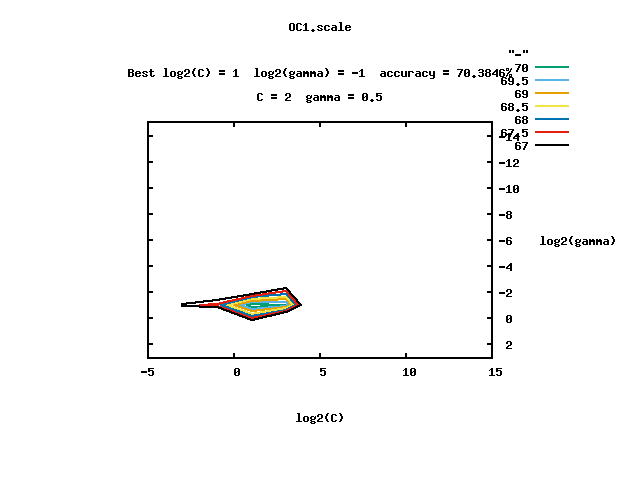 OC1.scale
"-"
Best log2(C) = 1  log2(gamma) = -1  accuracy = 70.3846%
C = 2  gamma = 0.5
70
69.5
69
68.5
68
67.5
67
-14
-12
-10
-8
-6
-4
-2
0
2
log2(gamma)
-5 0 5 10 15
log2(C)